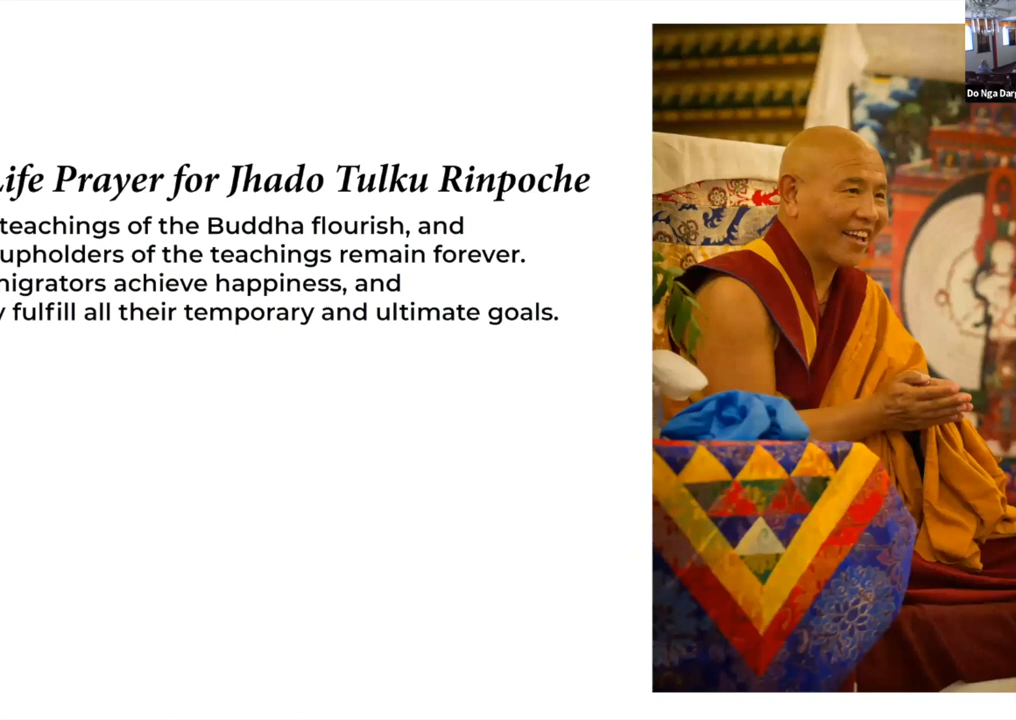 Life Prayer for Jhado Tulku Rinpoche
teachings of the Buddha flourish, and
upholders of the teachings remain forever.
migrators achieve happiness, and
fulfill all their temporary and ultimate goals.
Do Nga Darg